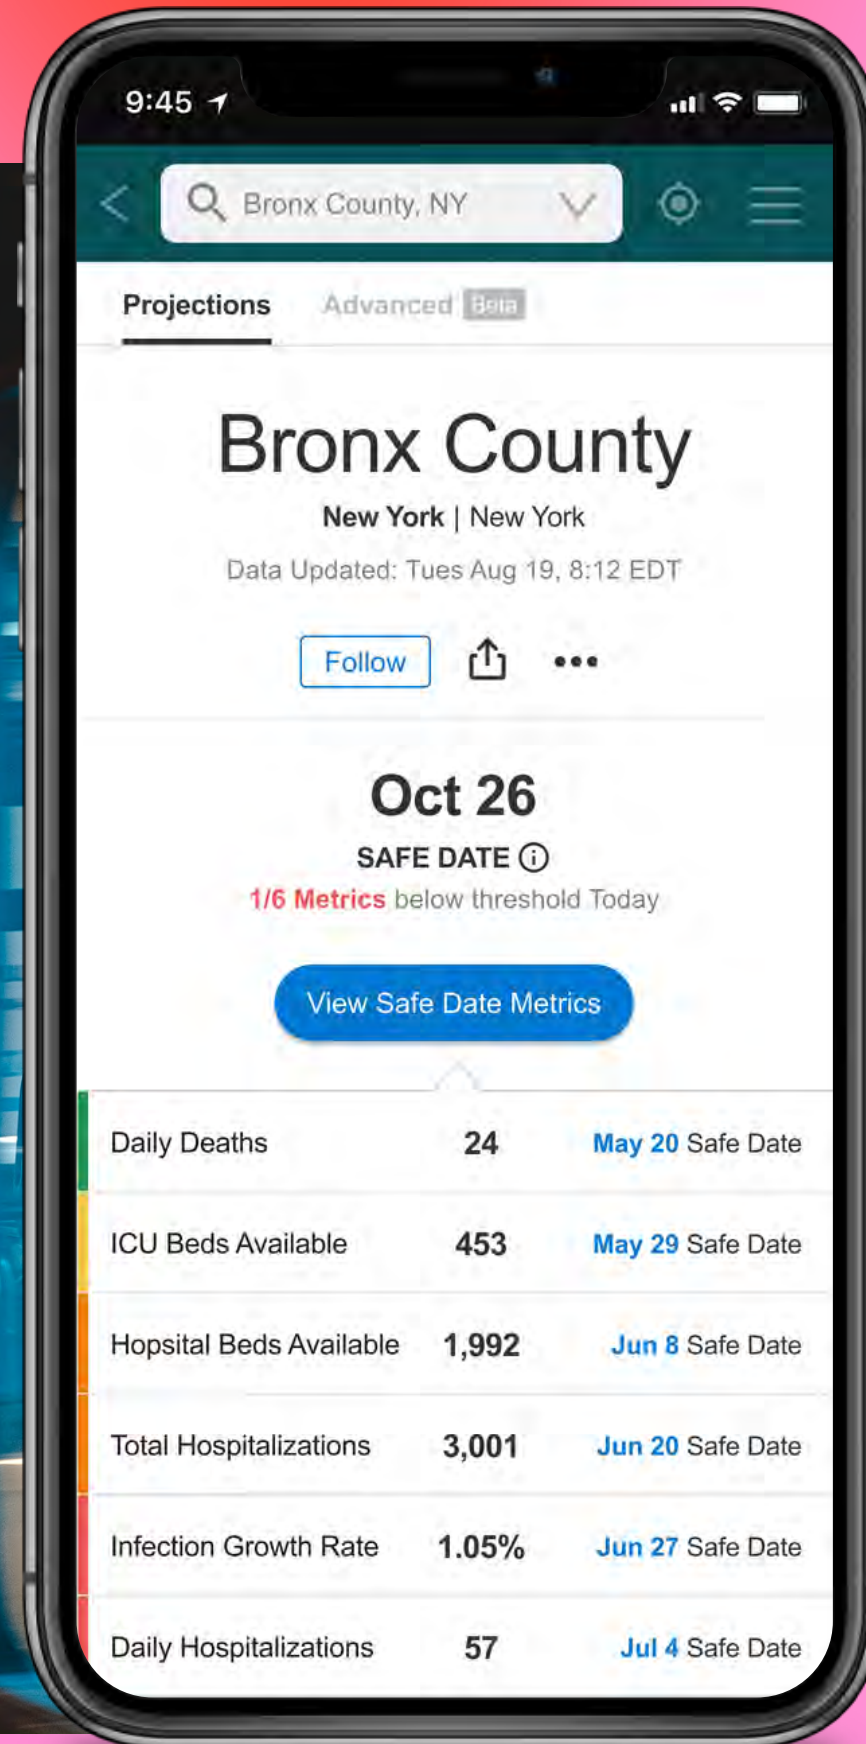 9:45
Bronx County, NY
Projections Advanced Beta
Bronx County
New York | New York
Data Updated: Tues Aug 19, 8:12 EDT
Follow
Oct 26
SAFE DATE
1/6 Metrics below threshold Today
View Safe Date Metrics
Daily Deaths 24 May 20 Safe Date
ICU Beds Available 453 May 29 Safe Date
Hopsital Beds Available 1,992 Jun 8 Safe Date
Total Hospitalizations 3,001 Jun 20 Safe Date
Infection Growth Rate 1.05% Jun 27 Safe Date
Daily Hospitalizations 57 Jul 4 Safe Date